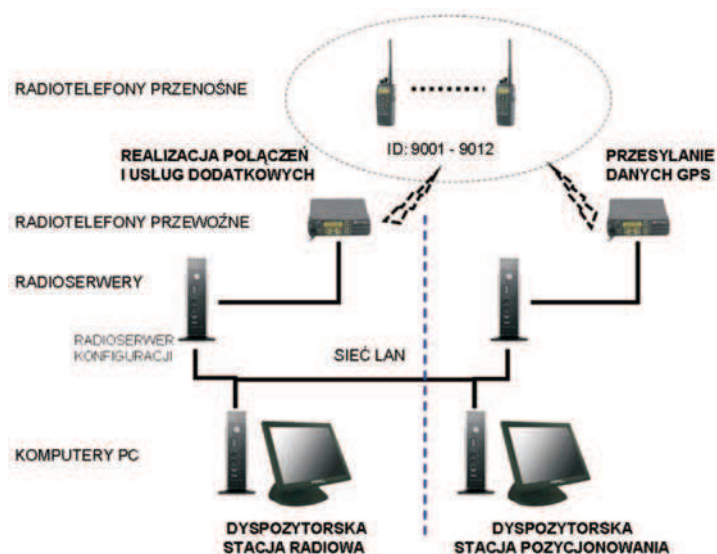 RADIOTELEFONY PRZENOŚNE
ID: 9001 - 9012
REALIZACJA POŁĄCZEŃ
I USLUG DODATKOWYCH
PRZESYŁANIE
DANYCH GPS
RADIOTELEFONY PRZEWOŹNE
RADIOSERWERY
RADIOSERWER
KONFIGURACJI
SIEĆ LAN
KOMPUTERY PC
DYSPOZYTORSKA
STACJA RADIOWA
DYSPOZYTORSKA
STACJA POZYCJONOWANIA